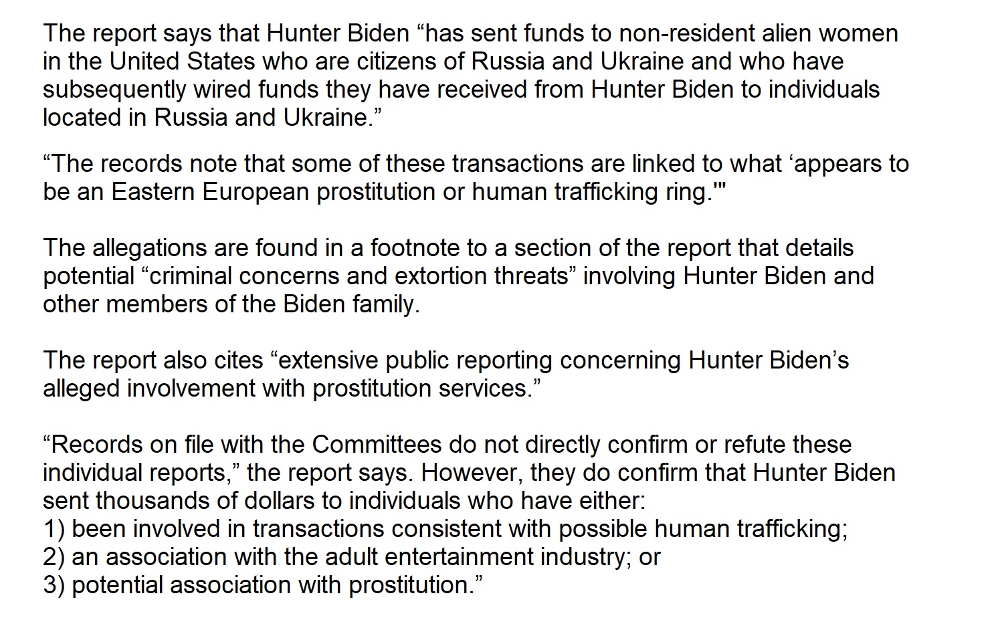 The report says that Hunter Biden “has sent funds to non-resident alien women
in the United States who are citizens of Russia and Ukraine and who have
subsequently wired funds they have received from Hunter Biden to individuals
located in Russia and Ukraine.”
“The records note that some of these transactions are linked to what ‘appears to
be an Eastern European prostitution or human trafficking ring.'"
The allegations are found in a footnote to a section of the report that details
potential “criminal concerns and extortion threats” involving Hunter Biden and
other members of the Biden family.
The report also cites “extensive public reporting concerning Hunter Biden’s
alleged involvement with prostitution services.”
“Records on file with the Committees do not directly confirm or refute these
individual reports,” the report says. However, they do confirm that Hunter Biden
sent thousands of dollars to individuals who have either:
1) been involved in transactions consistent with possible human trafficking;
2) an association with the adult entertainment industry; or
3) potential association with prostitution.”